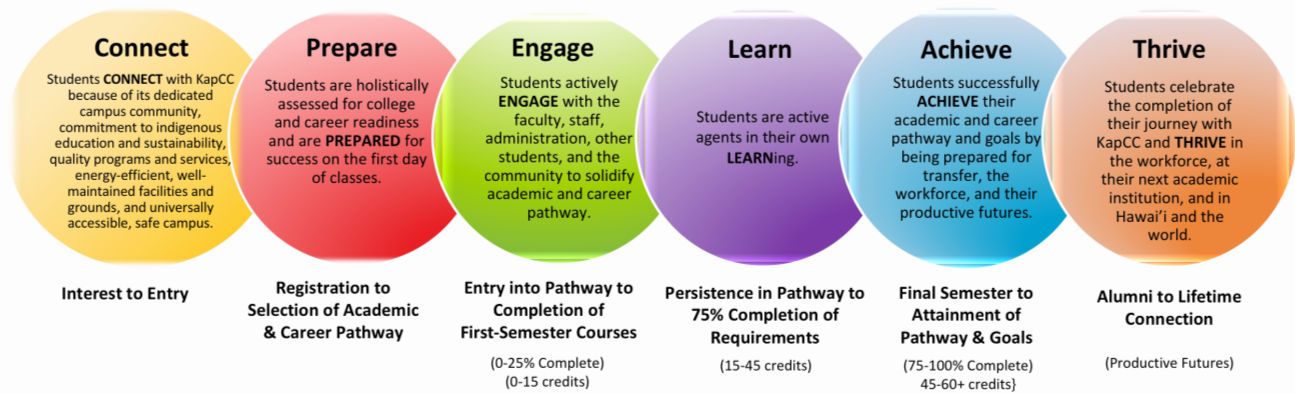 Connect
Students CONNECT with KapCC
because of its dedicated
campus community,
commitment to indigenous
education and sustainability,
quality programs and services,
energy-efficient, well-
maintained facilities and
grounds, and universally
accessible, safe campus.
Interest to Entry
Prepare
Students are holistically
assessed for college
and career readiness
and are PREPARED for
success on the first day
of classes.
Registration to
Selection of Academic
& Career Pathway
Engage
Students actively
ENGAGE with the
faculty, staff,
administration, other
students, and the
community to solidify
academic and career
pathway.
Entry into Pathway to
Completion of
First-Semester Courses
(0-25% Complete)
(0-15 credits)
Learn
Students are active
agents in their own
LEARNing.
Persistence in Pathway to
75% Completion of
Requirements
(15-45 credits)
Achieve
Students successfully
ACHIEVE their
academic and career
pathway and goals by
being prepared for
transfer, the
workforce, and their
productive futures.
Final Semester to
Attainment of
Pathway & Goals
(75-100% Complete)
45-60+ credits}
Thrive
Students celebrate
the completion of
their journey with
KapCC and THRIVE in
the workforce, at
their next academic
institution, and in
Hawai’i and the
world.
Alumni to Lifetime
Connection
(Productive Futures)